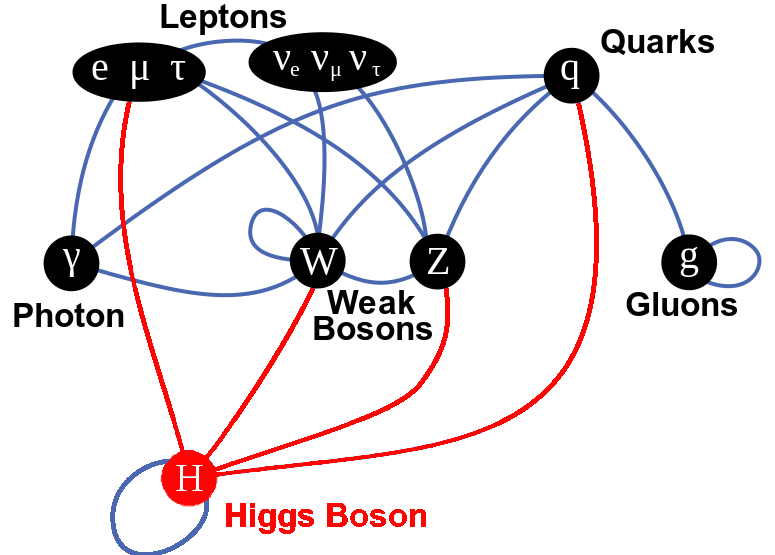 Leptons
e μ τ
νe νμ ντ
Quarks
q
γ
W
Z
g
Photon
Weak
Bosons
Gluons
H
Higgs Boson